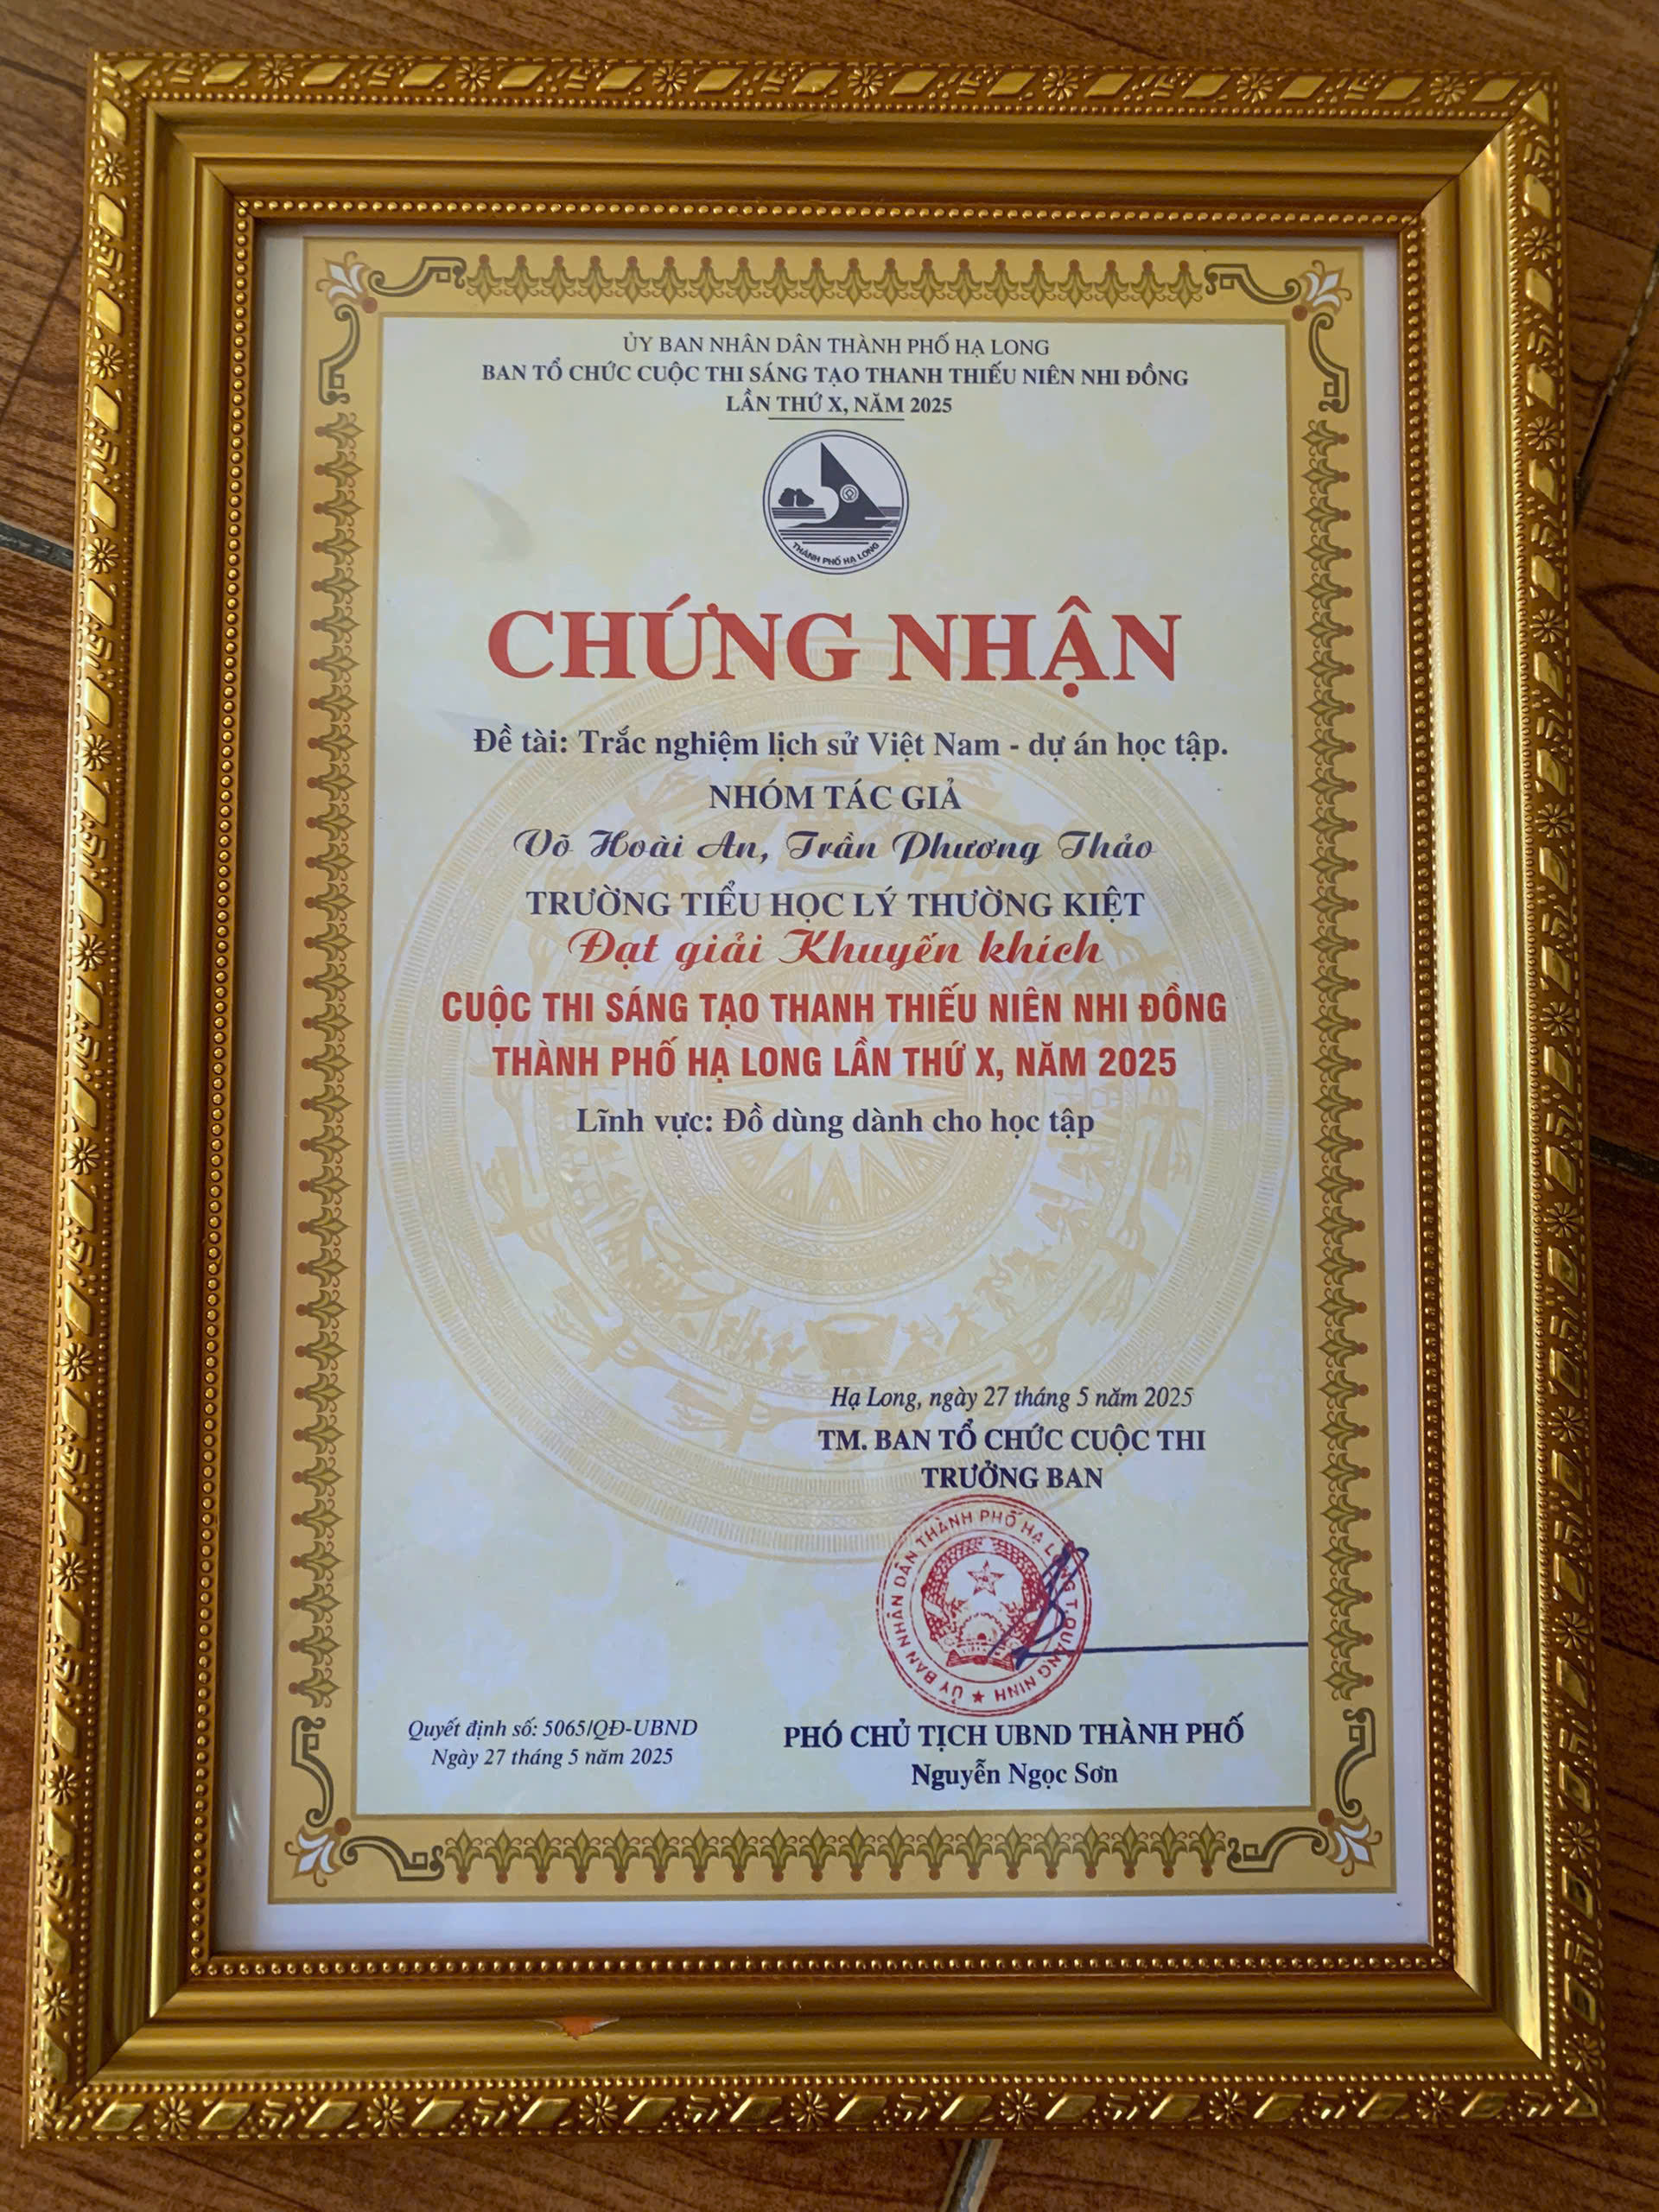 ỦY BAN NHÂN DÂN THÀNH PHỐ HẠ LONG
BAN TỔ CHỨC CUỘC THI SÁNG TẠO THANH THIẾU NIÊN NHI ĐỒNG
LẦN THỨ X, NĂM 2025
THÀNH PHỐ HẠ LONG
CHỨNG NHẬN
Đề tài: Trắc nghiệm lịch sử Việt Nam - dự án học tập.
NHÓM TÁC GIẢ
Võ Hoài An, Trần Phương Thảo
TRƯỜNG TIỂU HỌC LÝ THƯỜNG KIỆT
Đạt giải Khuyến khích
CUỘC THI SÁNG TẠO THANH THIẾU NIÊN NHI ĐỒNG
THÀNH PHỐ HẠ LONG LẦN THỨ X, NĂM 2025
Lĩnh vực: Đồ dùng dành cho học tập
Hạ Long, ngày 27 tháng 5 năm 2025
TM. BAN TỔ CHỨC CUỘC THI
TRƯỞNG BAN
ỦY BAN NHÂN DÂN THÀNH PHỐ HẠ LONG T.QUẢNG NINH
Quyết định số: 5065/QĐ-UBND
Ngày 27 tháng 5 năm 2025
PHÓ CHỦ TỊCH UBND THÀNH PHỐ
Nguyễn Ngọc Sơn